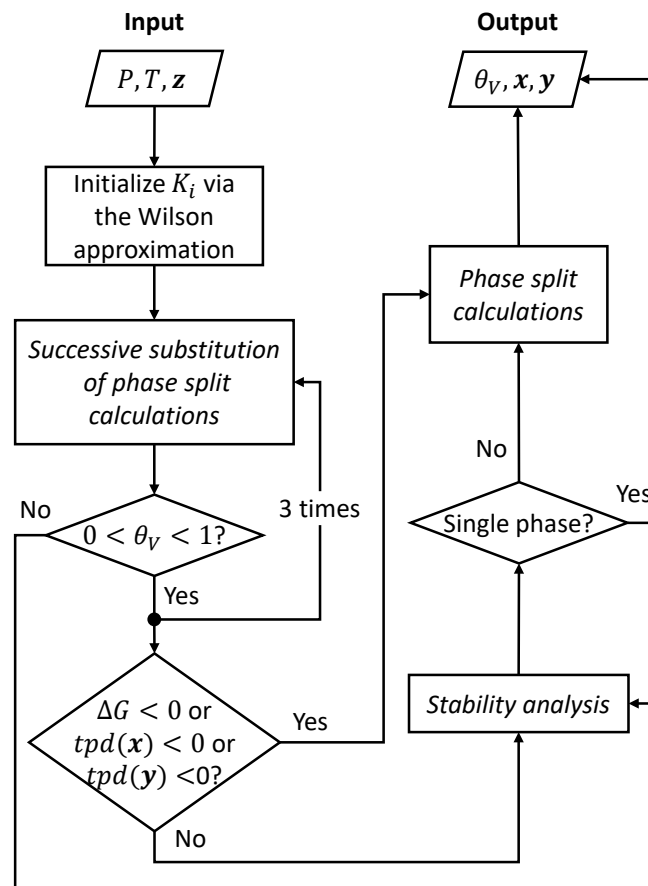 Input
P, T, z
Initialize K_i via
the Wilson
approximation
Successive substitution
of phase split
calculations
3 times
No
0 < θ_V < 1?
Yes
ΔG < 0 or
tpd(x) < 0 or
tpd(y) <0?
Yes
No
Output
θ_V, x, y
Phase split
calculations
No
Yes
Single phase?
Stability analysis